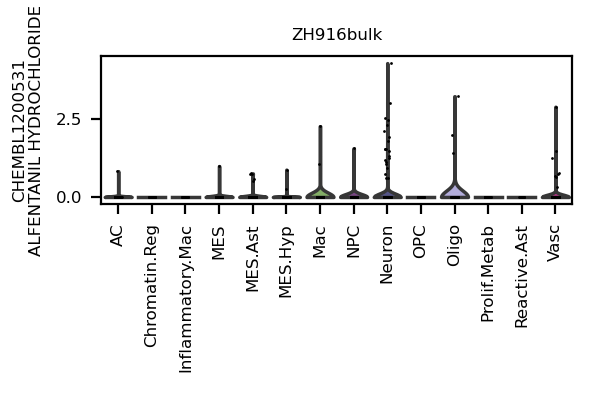 ZH916bulk
CHEMBL1200531
ALFENTANIL HYDROCHLORIDE
2.5
0.0
AC
Chromatin.Reg
Inflammatory.Mac
MES
MES.Ast
MES.Hyp
Mac
NPC
Neuron
OPC
Oligo
Prolif.Metab
Reactive.Ast
Vasc